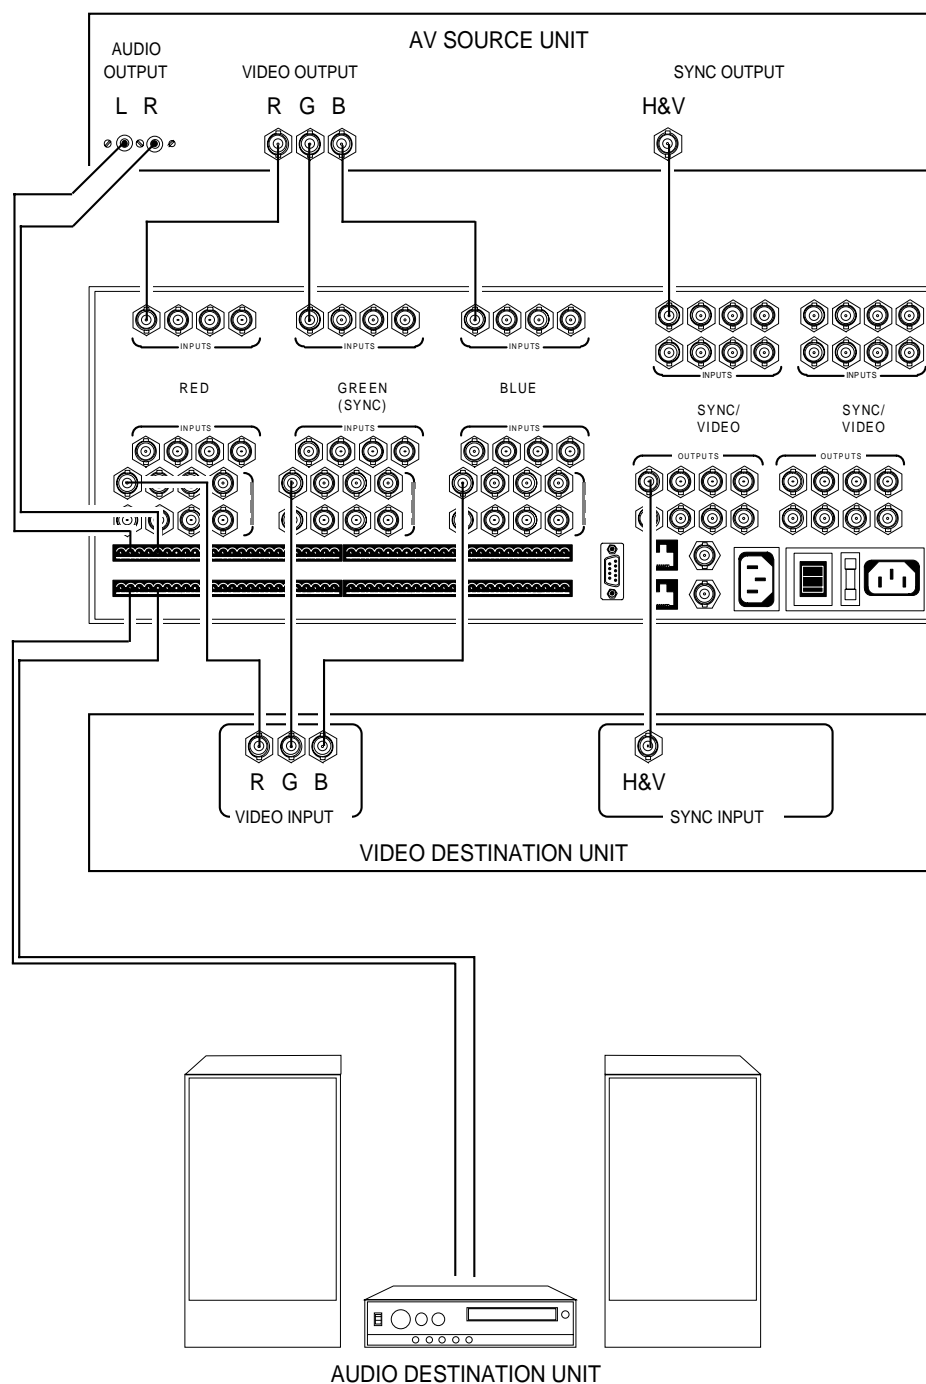 AV SOURCE UNIT
AUDIO
OUTPUT
VIDEO OUTPUT
SYNC OUTPUT
L R
R G B
H&V
INPUTS
INPUTS
INPUTS
INPUTS
INPUTS
RED
GREEN
(SYNC)
BLUE
SYNC/
VIDEO
SYNC/
VIDEO
INPUTS
INPUTS
INPUTS
OUTPUTS
OUTPUTS
R G B
VIDEO INPUT
H&V
SYNC INPUT
VIDEO DESTINATION UNIT
AUDIO DESTINATION UNIT